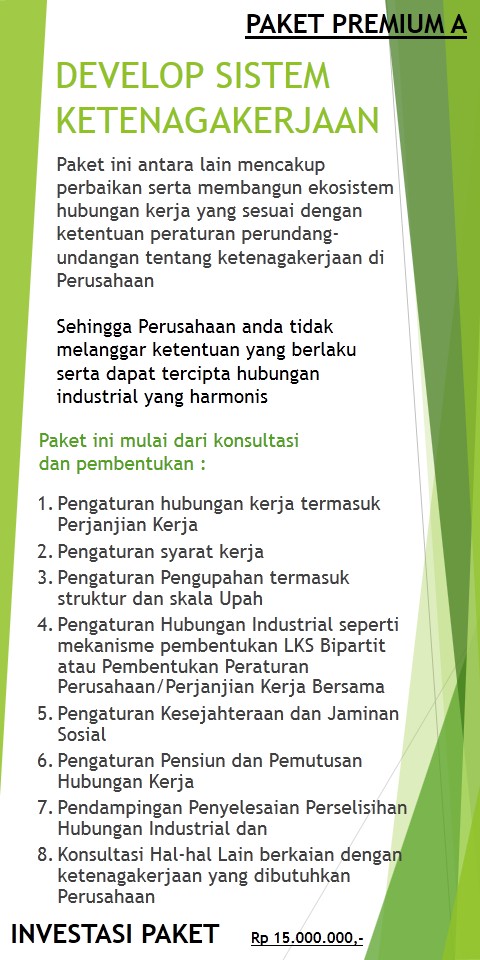 PAKET PREMIUM A
DEVELOP SISTEM
KETENAGAKERJAAN
Paket ini antara lain mencakup
perbaikan serta membangun ekosistem
hubungan kerja yang sesuai dengan
ketentuan peraturan perundang-
undangan tentang ketenagakerjaan di
Perusahaan
Sehingga Perusahaan anda tidak
melanggar ketentuan yang berlaku
serta dapat tercipta hubungan
industrial yang harmonis
Paket ini mulai dari konsultasi
dan pembentukan :
1. Pengaturan hubungan kerja termasuk
Perjanjian Kerja
2. Pengaturan syarat kerja
3. Pengaturan Pengupahan termasuk
struktur dan skala Upah
4. Pengaturan Hubungan Industrial seperti
mekanisme pembentukan LKS Bipartit
atau Pembentukan Peraturan
Perusahaan/Perjanjian Kerja Bersama
5. Pengaturan Kesejahteraan dan Jaminan
Sosial
6. Pengaturan Pensiun dan Pemutusan
Hubungan Kerja
7. Pendampingan Penyelesaian Perselisihan
Hubungan Industrial dan
8. Konsultasi Hal-hal Lain berkaian dengan
ketenagakerjaan yang dibutuhkan
Perusahaan
INVESTASI PAKET Rp 15.000.000,-